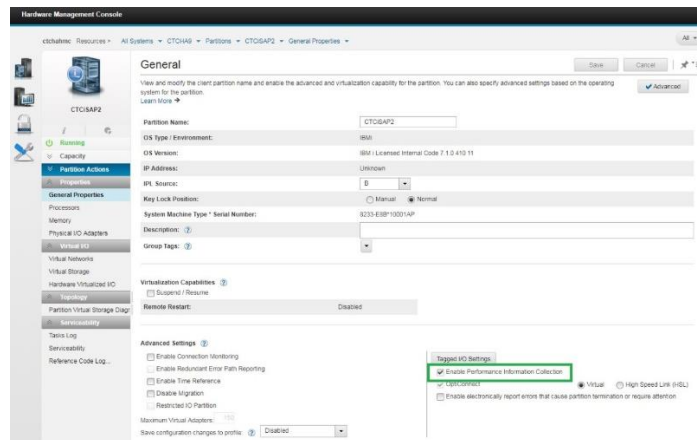 Hardware Management Console
ctchahmc Resources All Systems CTCHA9 Partitions CTCISAP2 General Properties
All
General
Save
Cancel
View and modify the client partition name and enable the advanced and virtualization capability for the partition. You can also specify advanced settings based on the operating
system for the partition.
Learn More
Advanced
CTCISAP2
Running
Capacity
Partition Actions
Properties
General Properties
Processors
Memory
Physical I/O Adapters
Virtual I/O
Virtual Networks
Virtual Storage
Hardware Virtualized I/O
Topology
Partition Virtual Storage Diagr
Serviceability
Tasks Log
Serviceability
Reference Code Log...
Partition Name: CTCISAP2
OS Type / Environment: IBMi
OS Version: IBM i Licensed Internal Code 7.1.0 410 11
IP Address: Unknown
IPL Source: B
Key Lock Position: Manual Normal
System Machine Type * Serial Number:
Description:
Group Tags:
Virtualization Capabilities
Suspend / Resume
Remote Restart: Disabled
Advanced Settings
Enable Connection Monitoring
Enable Redundant Error Path Reporting
Enable Time Reference
Disable Migration
Restricted IO Partition
Maximum Virtual Adapters:
Save configuration changes to profile: Disabled
Tagged I/O Settings
Enable Performance Information Collection
OptiConnect Virtual High Speed Link (HSL)
Enable electronically report errors that cause partition termination or require attention